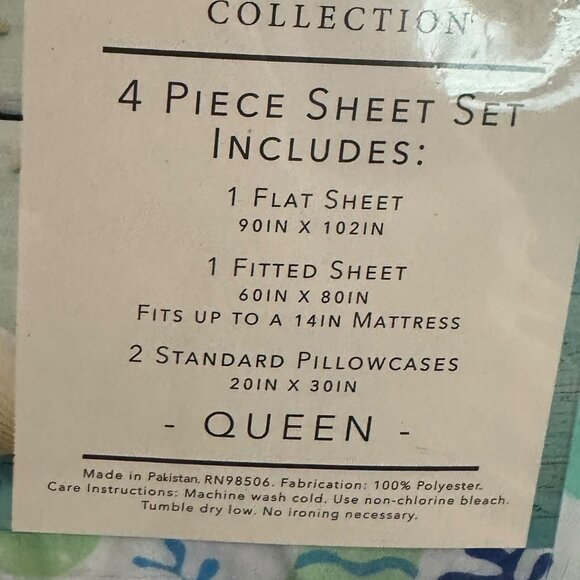 COLLECTION
4 PIECE SHEET SET
INCLUDES:
1 FLAT SHEET
90IN X 102IN
1 FITTED SHEET
60IN X 80IN
FITS UP TO A 14IN MATTRESS
2 STANDARD PILLOWCASES
20IN X 30IN
- QUEEN -
Made in Pakistan. RN98506. Fabrication: 100% Polyester.
Care Instructions: Machine wash cold. Use non-chlorine bleach.
Tumble dry low. No ironing necessary.